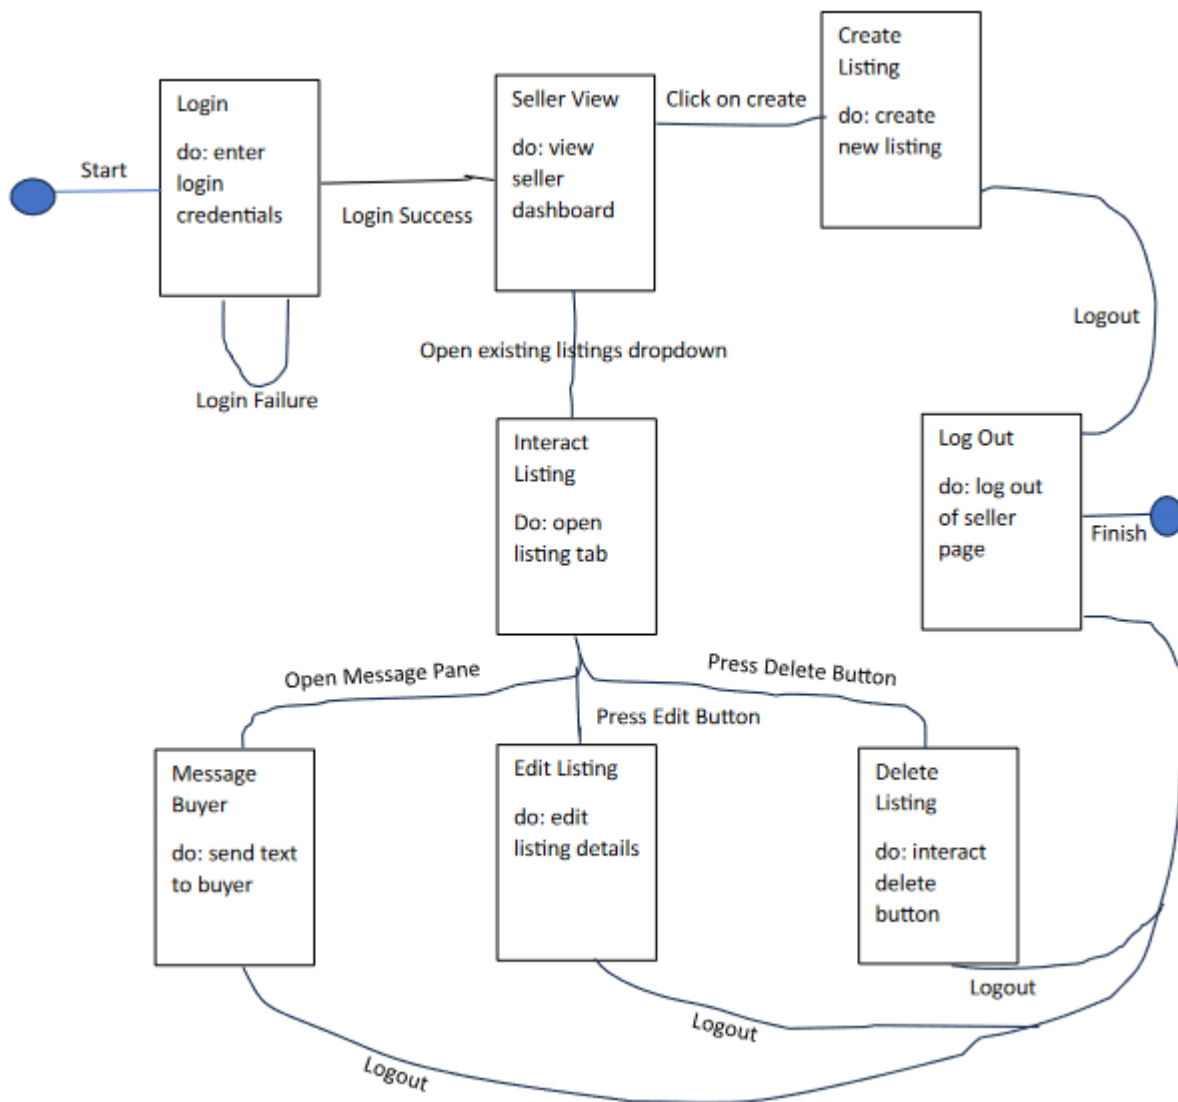 Create
Listing
do: create
new listing
Login
do: enter
login
credentials
Seller View
do: view
seller
dashboard
Click on create
Start
Login Success
Logout
Open existing listings dropdown
Login Failure
Interact
Listing
Do: open
listing tab
Log Out
do: log out
of seller
page
Finish
Open Message Pane
Press Delete Button
Press Edit Button
Message
Buyer
do: send text
to buyer
Edit Listing
do: edit
listing details
Delete
Listing
do: interact
delete
button
Logout
Logout
Logout